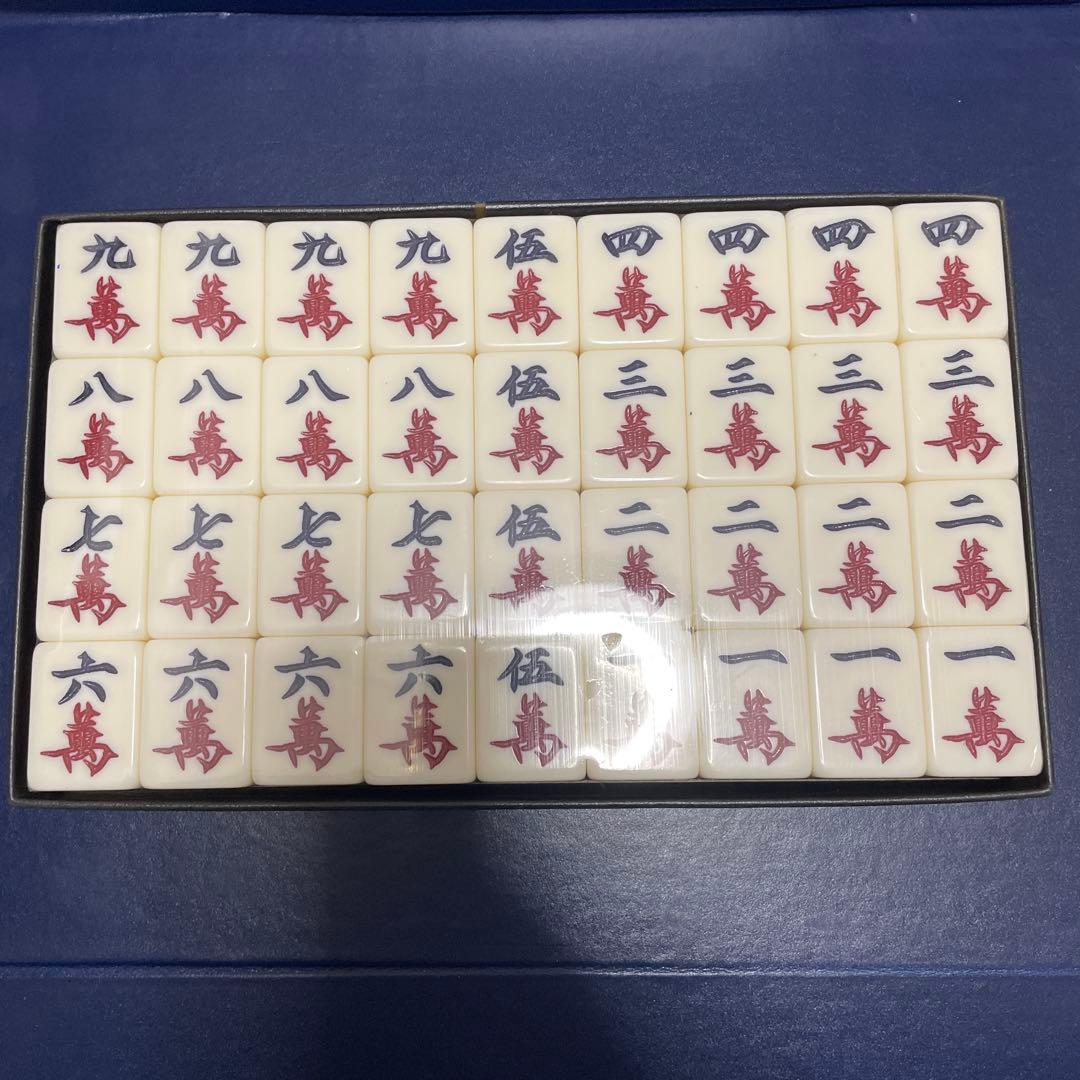 九萬 九萬 九萬 九萬 伍萬 四萬 四萬 四萬 四萬
八萬 八萬 八萬 八萬 伍萬 三萬 三萬 三萬 三萬
七萬 七萬 七萬 七萬 伍萬 二萬 二萬 二萬 二萬
六萬 六萬 六萬 六萬 伍萬 一萬 一萬 一萬 一萬